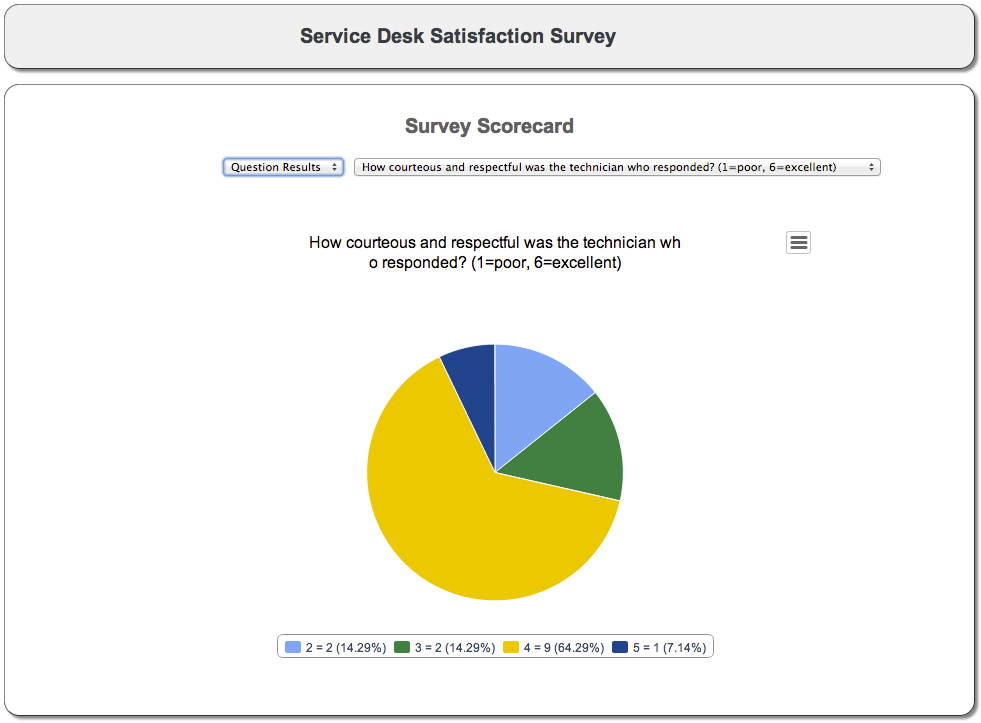 Service Desk Satisfaction Survey
Survey Scorecard
Question Results How courteous and respectful was the technician who responded? (1=poor, 6=excellent)
How courteous and respectful was the technician wh
o responded? (1=poor, 6=excellent)
2 = 2 (14.29%) 3 = 2 (14.29%) 4 = 9 (64.29%) 5 = 1 (7.14%)